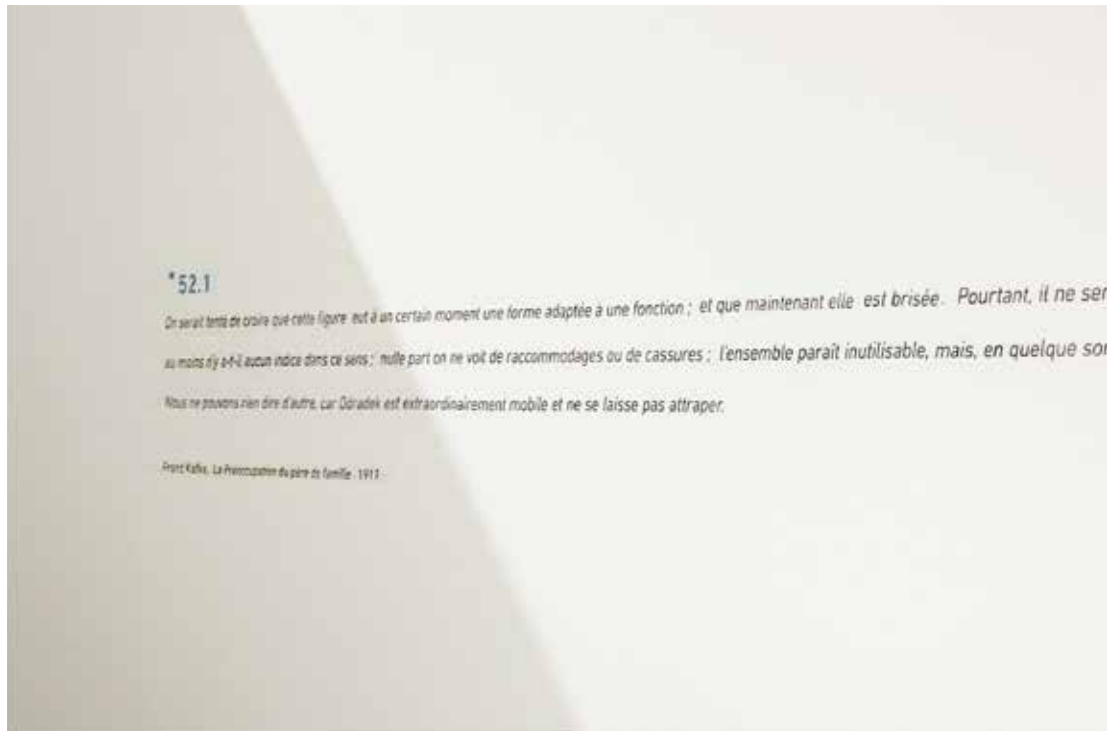 *52.1
On serait tenté de croire que cette figure eut à un certain moment une forme adaptée à une fonction ; et que maintenant elle est brisée. Pourtant, il ne
au moins n'y a-t-il aucun indice dans ce sens ; nulle part on ne voit de raccommodages ou de cassures ; l'ensemble paraît inutilisable, mais, en quelque
Nous ne pouvons rien dire d'autre, car Odradek est extraordinairement mobile et ne se laisse pas attraper.
Franz Kafka, La Préoccupation du père de famille